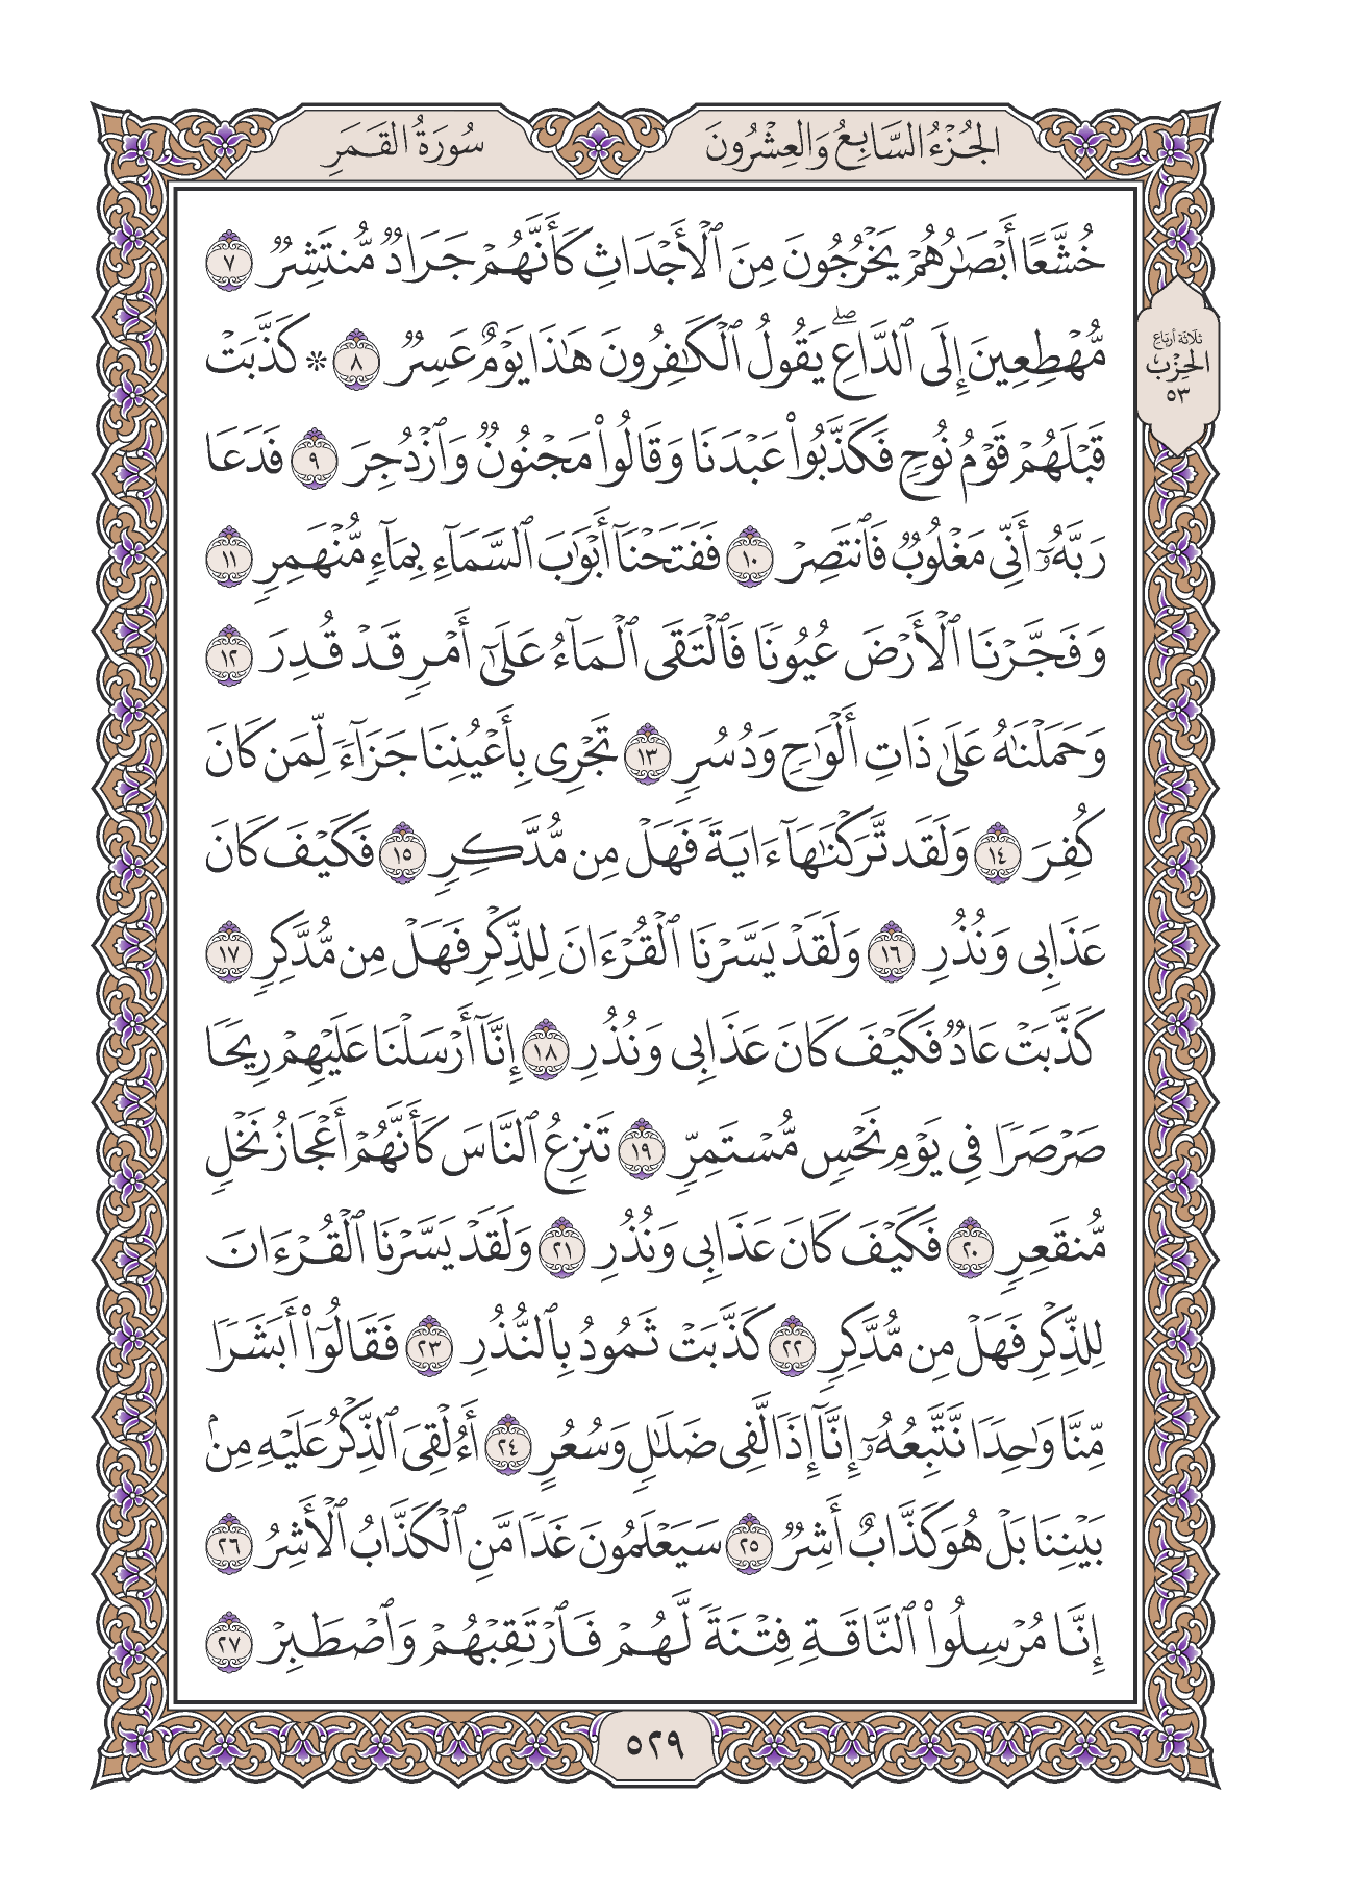 الجُزْءُ السَّابِعُ وَالعِشْرُونَ
سُورَةُ القَمَرِ
خُشَّعًا أَبْصَٰرُهُمْ يَخْرُجُونَ مِنَ ٱلْأَجْدَاثِ كَأَنَّهُمْ جَرَادٌ مُّنتَشِرٌ ٧
مُّهْطِعِينَ إِلَى ٱلدَّاعِۖ يَقُولُ ٱلْكَٰفِرُونَ هَٰذَا يَوْمٌ عَسِرٌ ٨ ۞ كَذَّبَتْ
قَبْلَهُمْ قَوْمُ نُوحٍ فَكَذَّبُوا۟ عَبْدَنَا وَقَالُوا۟ مَجْنُونٌ وَٱزْدُجِرَ ٩ فَدَعَا
رَبَّهُۥٓ أَنِّى مَغْلُوبٌ فَٱنتَصِرْ ١٠ فَفَتَحْنَآ أَبْوَٰبَ ٱلسَّمَآءِ بِمَآءٍ مُّنْهَمِرٍ ١١
وَفَجَّرْنَا ٱلْأَرْضَ عُيُونًا فَٱلْتَقَى ٱلْمَآءُ عَلَىٰٓ أَمْرٍ قَدْ قُدِرَ ١٢
وَحَمَلْنَٰهُ عَلَىٰ ذَاتِ أَلْوَٰحٍ وَدُسُرٍ ١٣ تَجْرِى بِأَعْيُنِنَا جَزَآءً لِّمَن كَانَ
كُفِرَ ١٤ وَلَقَد تَّرَكْنَٰهَآ ءَايَةً فَهَلْ مِن مُّدَّكِرٍ ١٥ فَكَيْفَ كَانَ
عَذَابِى وَنُذُرِ ١٦ وَلَقَدْ يَسَّرْنَا ٱلْقُرْءَانَ لِلذِّكْرِ فَهَلْ مِن مُّدَّكِرٍ ١٧
كَذَّبَتْ عَادٌ فَكَيْفَ كَانَ عَذَابِى وَنُذُرِ ١٨ إِنَّآ أَرْسَلْنَا عَلَيْهِمْ رِيحًا
صَرْصَرًا فِى يَوْمِ نَحْسٍ مُّسْتَمِرٍّ ١٩ تَنزِعُ ٱلنَّاسَ كَأَنَّهُمْ أَعْجَازُ نَخْلٍ
مُّنقَعِرٍ ٢٠ فَكَيْفَ كَانَ عَذَابِى وَنُذُرِ ٢١ وَلَقَدْ يَسَّرْنَا ٱلْقُرْءَانَ
لِلذِّكْرِ فَهَلْ مِن مُّدَّكِرٍ ٢٢ كَذَّبَتْ ثَمُودُ بِٱلنُّذُرِ ٢٣ فَقَالُوٓا۟ أَبَشَرًا
مِّنَّا وَٰحِدًا نَّتَّبِعُهُۥٓ إِنَّآ إِذًا لَّفِى ضَلَٰلٍ وَسُعُرٍ ٢٤ أَءُلْقِىَ ٱلذِّكْرُ عَلَيْهِ مِنۢ
بَيْنِنَا بَلْ هُوَ كَذَّابٌ أَشِرٌ ٢٥ سَيَعْلَمُونَ غَدًا مَّنِ ٱلْكَذَّابُ ٱلْأَشِرُ ٢٦
إِنَّا مُرْسِلُوا۟ ٱلنَّاقَةِ فِتْنَةً لَّهُمْ فَٱرْتَقِبْهُمْ وَٱصْطَبِرْ ٢٧
ثلاثة أرباع
الحِزْب
٥٣
٥٢٩